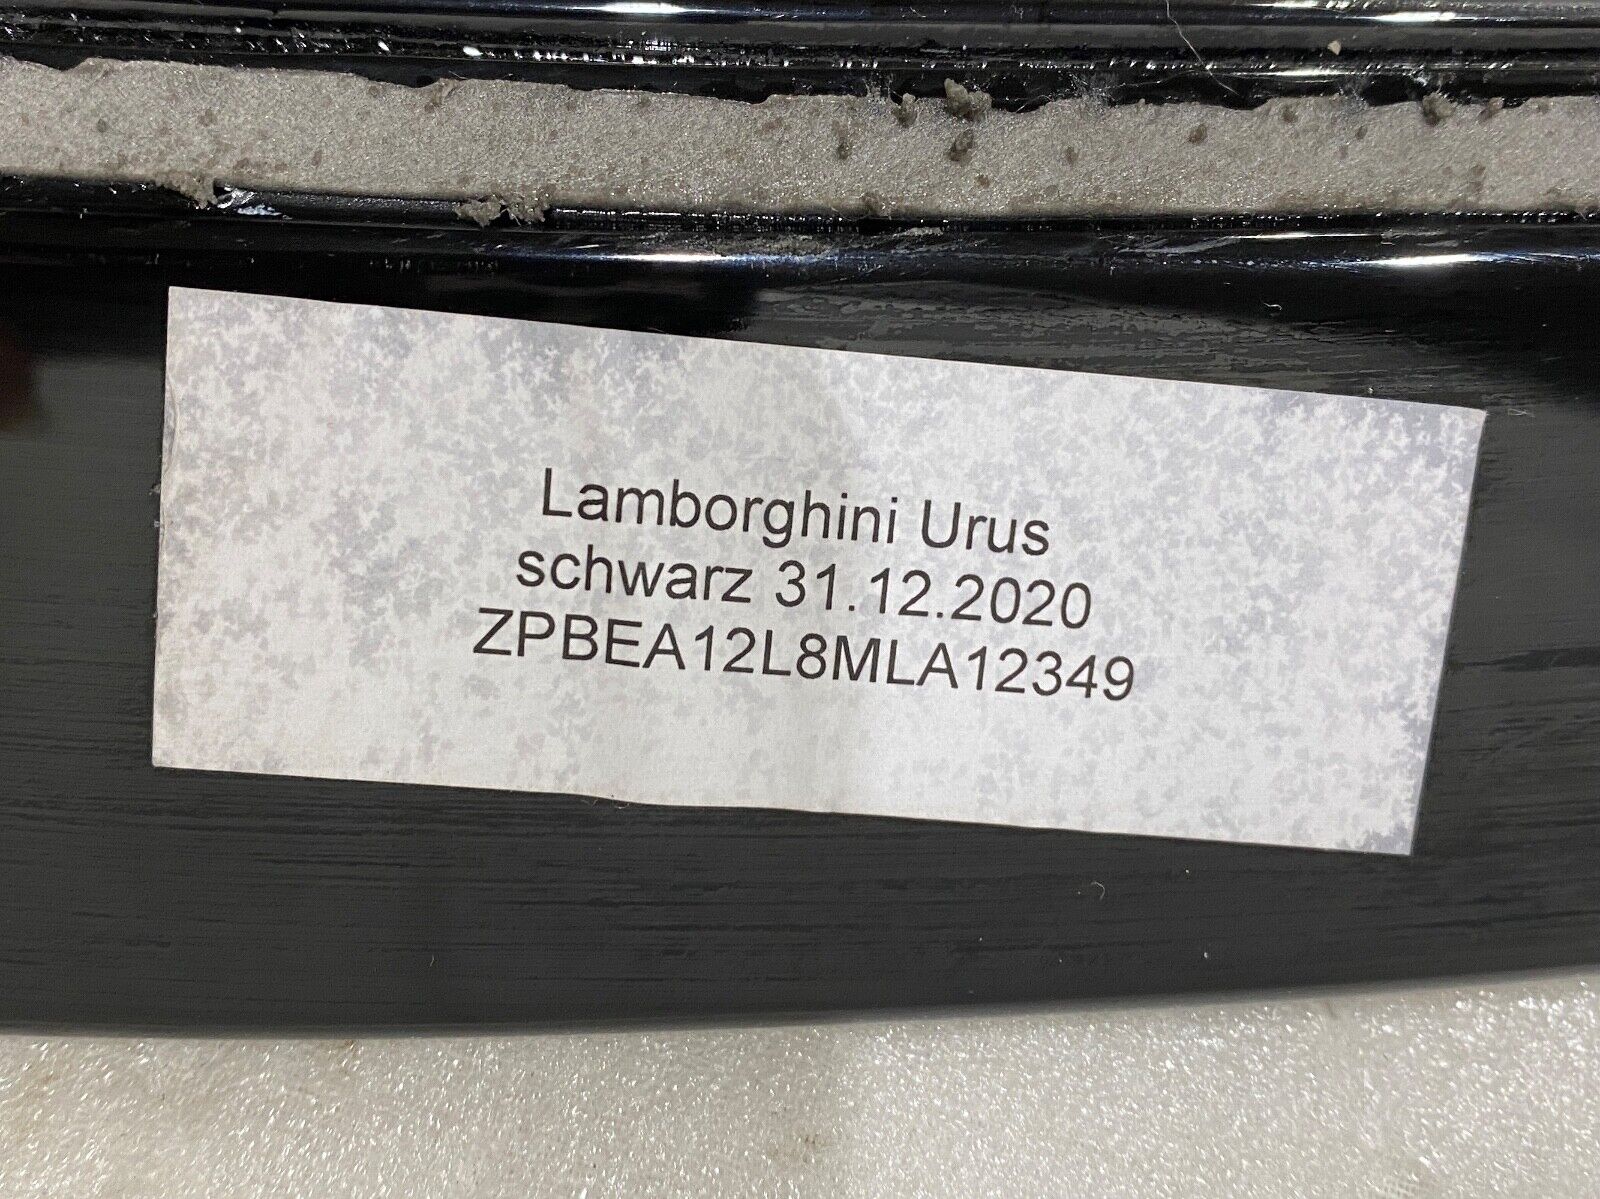 Lamborghini Urus
schwarz 31.12.2020
ZPBEA12L8MLA12349